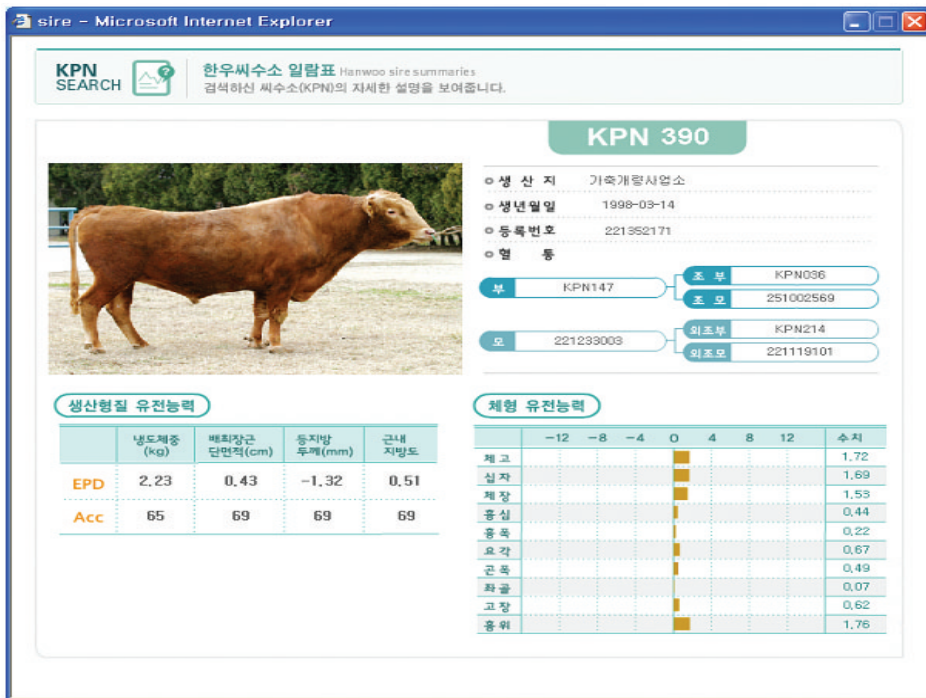 sire - Microsoft Internet Explorer
KPN
SEARCH
한우씨수소 일람표 Hanwoo sire summaries
검색하신 씨수소(KPN)의 자세한 설명을 보여줍니다.
KPN 390
생 산 지 가축개량사업소
생년월일 1998-03-14
등록번호 221352171
혈 통
부 KPN147
조 부 KPN036
조 모 251002569
모 221233003
외조부 KPN214
외조모 221119101
생산형질 유전능력
냉도체중 (kg) 배최장근 단면적(cm) 등지방 두께(mm) 근내 지방도
EPD 2.23 0.43 -1.32 0.51
Acc 65 69 69 69
체형 유전능력
-12 -8 -4 0 4 8 12 수치
체고 1.72
십자 1.69
체장 1.53
흉심 0.44
흉폭 0.22
요각 0.67
곤폭 0.49
좌골 0.07
고장 0.62
흉위 1.76